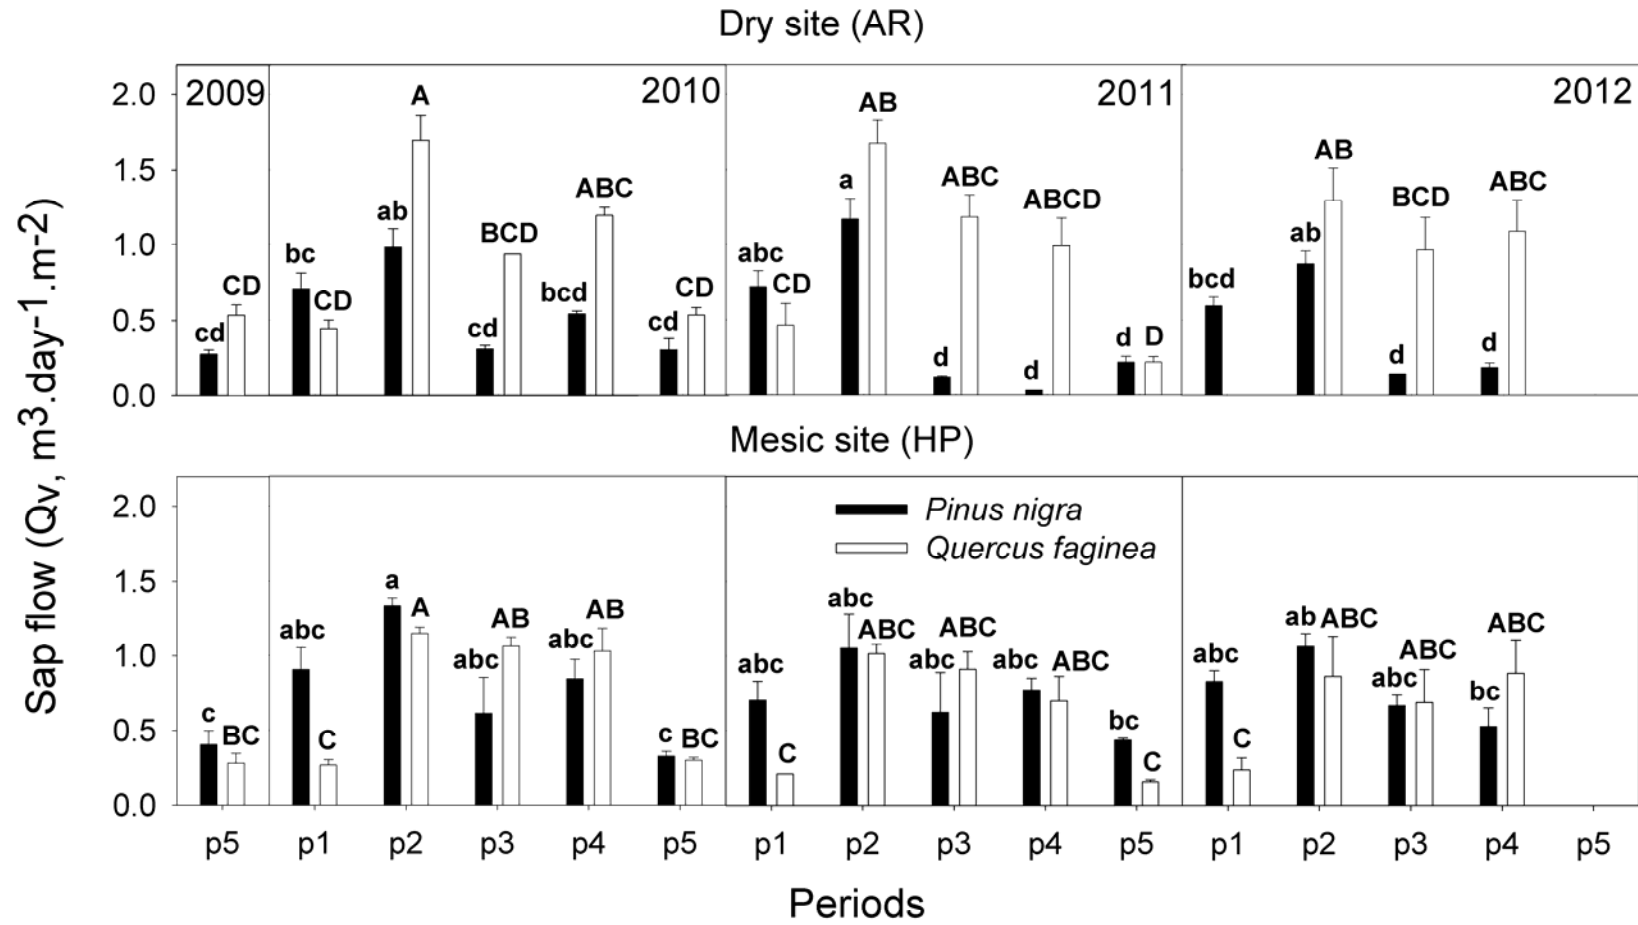 Dry site (AR)
2009 2010 2011 2012
2.0
1.5
1.0
0.5
0.0
cd CD bc CD ab A cd BCD bcd ABC cd CD abc CD a AB d ABC d ABCD d D bcd ab AB d BCD d ABC
Sap flow (Qv, m3.day-1.m-2)
Mesic site (HP)
Pinus nigra
Quercus faginea
2.0
1.5
1.0
0.5
0.0
c BC abc C a A abc AB abc AB c BC abc C abc ABC abc ABC abc ABC bc C abc C ab ABC abc ABC bc ABC
p5 p1 p2 p3 p4 p5 p1 p2 p3 p4 p5 p1 p2 p3 p4 p5
Periods